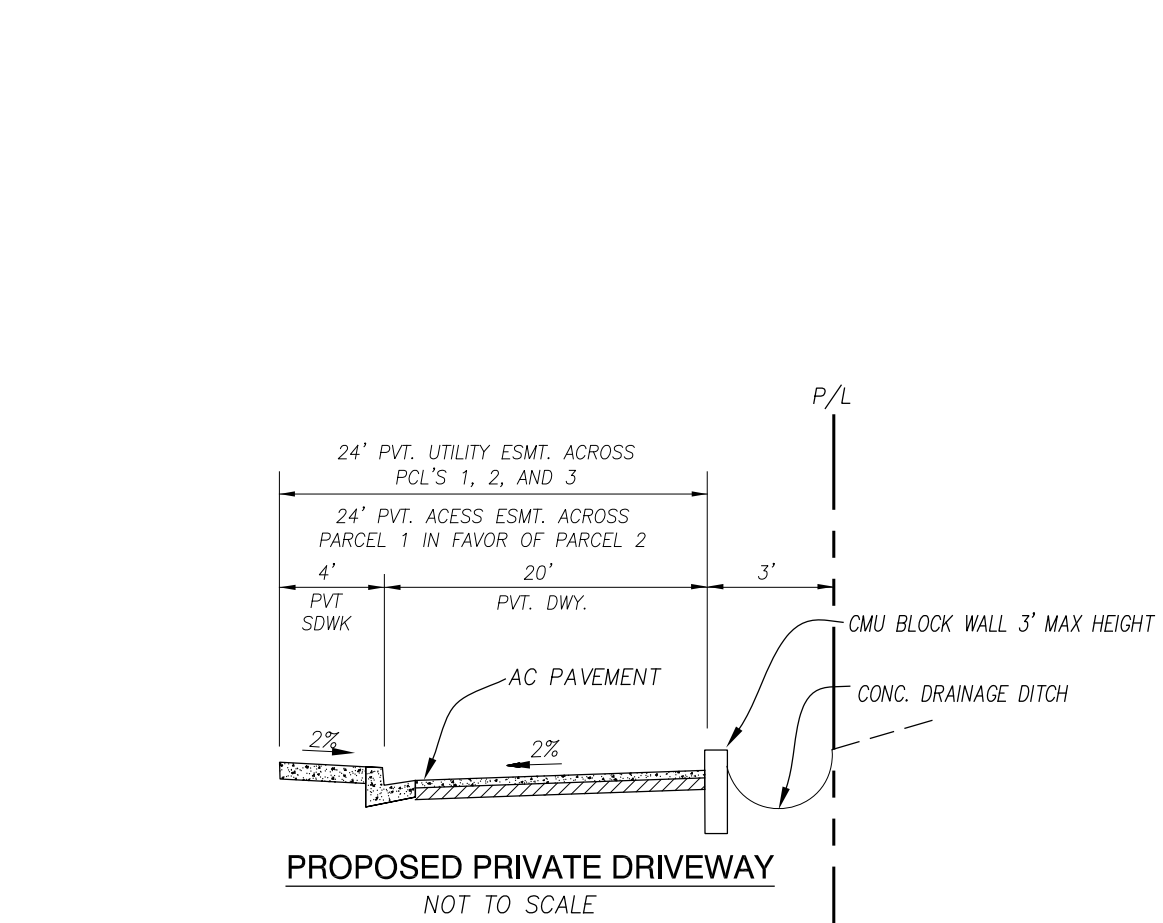 P/L
24' PVT. UTILITY ESMT. ACROSS
PCL'S 1, 2, AND 3
24' PVT. ACESS ESMT. ACROSS
PARCEL 1 IN FAVOR OF PARCEL 2
4'
20'
3'
PVT
SDWK
PVT. DWY.
CMU BLOCK WALL 3' MAX HEIGHT
AC PAVEMENT
CONC. DRAINAGE DITCH
2%
2%
PROPOSED PRIVATE DRIVEWAY
NOT TO SCALE